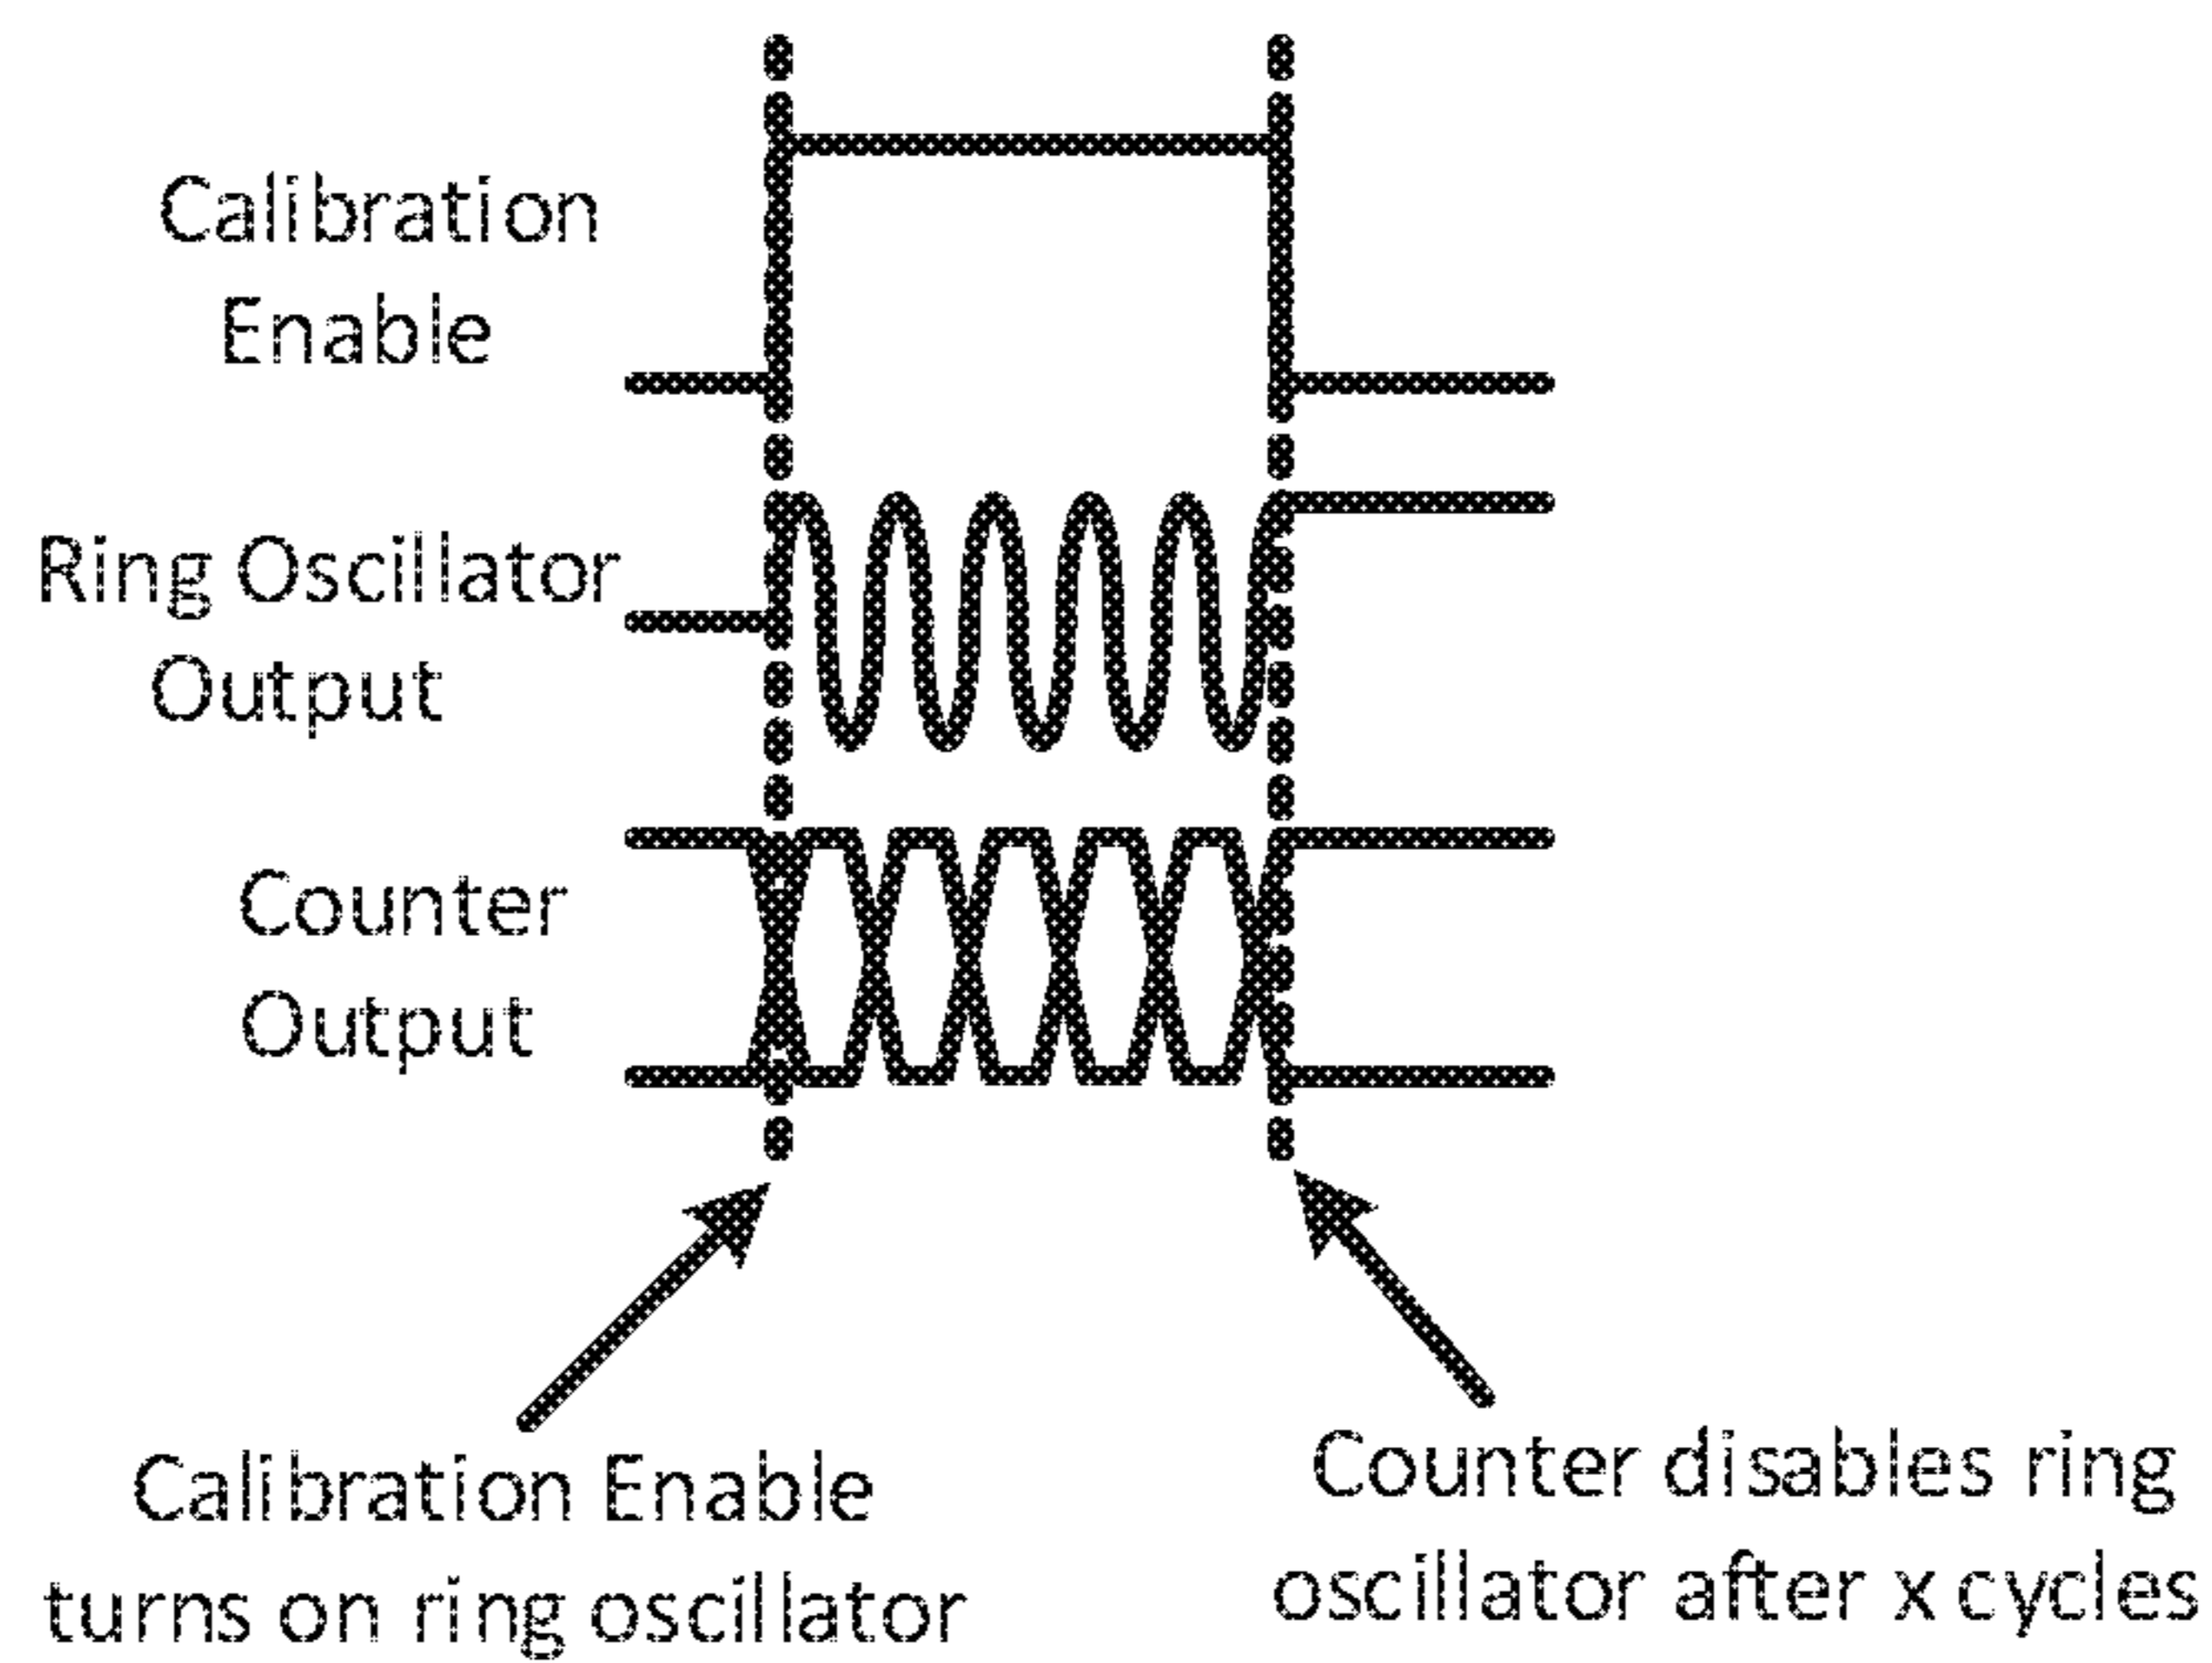 Calibration
Enable
Ring Oscillator
Output
Counter
Output
Calibration Enable
turns on ring oscillator
Counter disables ring
oscillator after x cycles